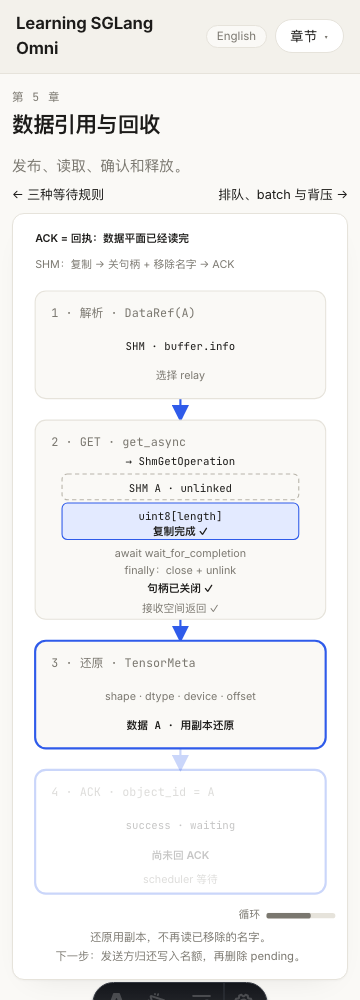 Learning SGLang
Omni
English
章节 ·
第 5 章
数据引用与回收
发布、读取、确认和释放。
← 三种等待规则
排队、batch 与背压 →
ACK = 回执：数据平面已经读完
SHM：复制 → 关句柄 + 移除名字 → ACK
1 · 解析 · DataRef(A)
SHM · buffer.info
选择 relay
2 · GET · get_async
→ ShmGetOperation
SHM A · unlinked
uint8[length]
复制完成 ✓
await wait_for_completion
finally：close + unlink
句柄已关闭 ✓
接收空间返回 ✓
3 · 还原 · TensorMeta
shape · dtype · device · offset
数据 A · 用副本还原
4 · ACK · object_id = A
success · waiting
尚未回 ACK
scheduler 等待
循环
还原用副本，不再读已移除的名字。
下一步：发送方归还写入名额，再删除 pending。